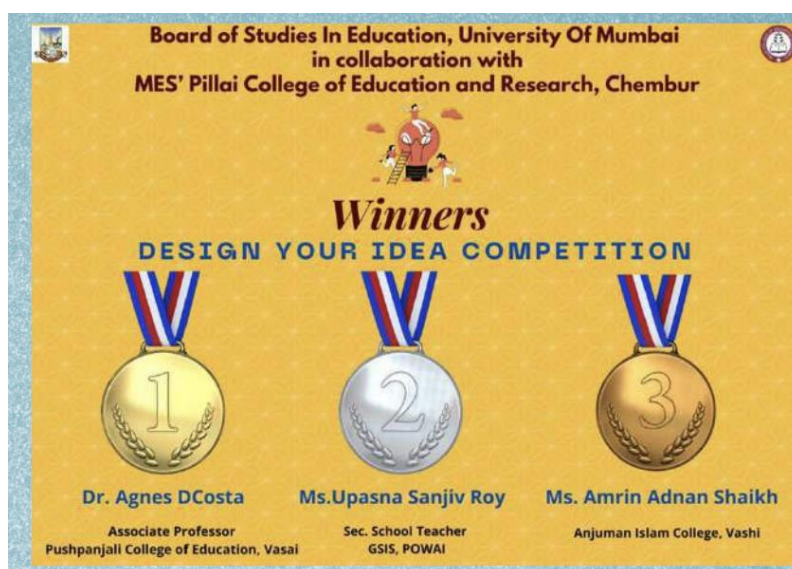 Board of Studies In Education, University Of Mumbai
in collaboration with
MES' Pillai College of Education and Research, Chembur
Winners
DESIGN YOUR IDEA COMPETITION
1 2 3
Dr. Agnes DCosta
Associate Professor
Pushpanjali College of Education, Vasai
Ms.Upasna Sanjiv Roy
Sec. School Teacher
GSIS, POWAI
Ms. Amrin Adnan Shaikh
Anjuman Islam College, Vashi